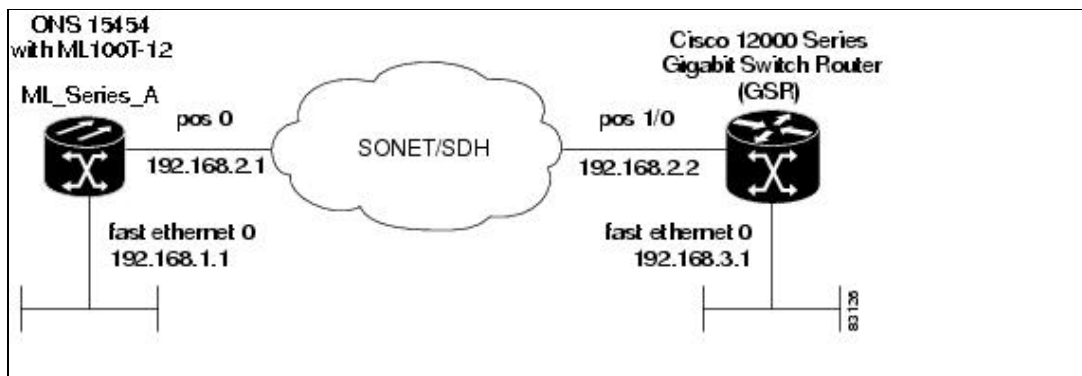 ONS 15454
with ML100T-12
ML_Series_A
pos 0
192.168.2.1
fast ethernet 0
192.168.1.1
SONET/SDH
Cisco 12000 Series
Gigabit Switch Router
(GSR)
pos 1/0
192.168.2.2
fast ethernet 0
192.168.3.1
83126